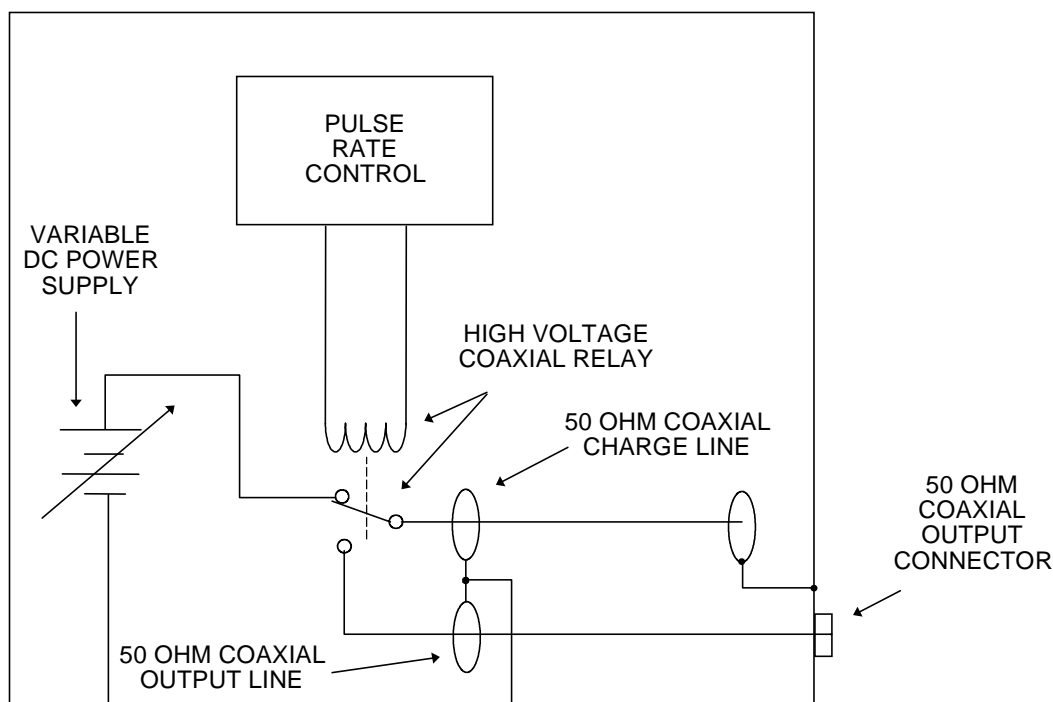 PULSE
RATE
CONTROL
VARIABLE
DC POWER
SUPPLY
HIGH VOLTAGE
COAXIAL RELAY
50 OHM COAXIAL
CHARGE LINE
50 OHM
COAXIAL
OUTPUT
CONNECTOR
50 OHM COAXIAL
OUTPUT LINE